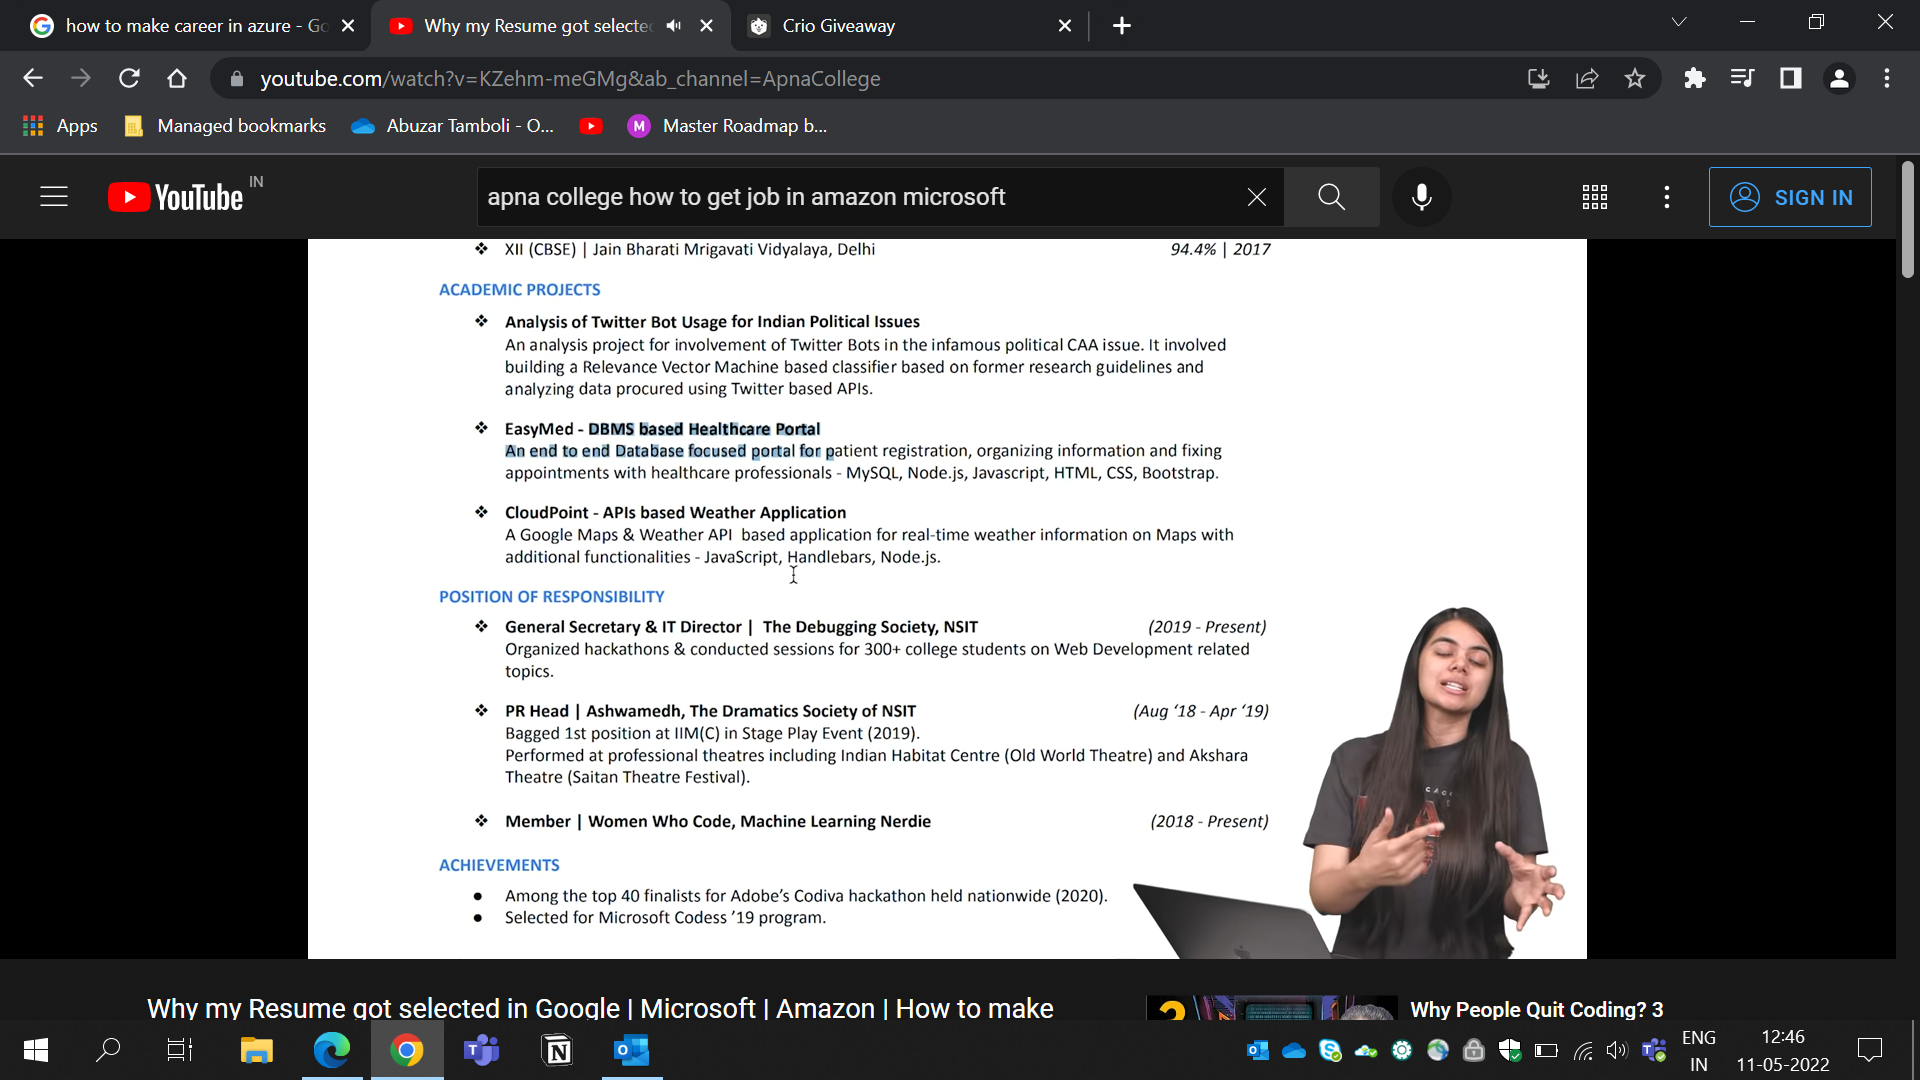 how to make career in azure - Go
Why my Resume got selected
Crio Giveaway
youtube.com/watch?v=KZehm-meGMg&ab_channel=ApnaCollege
Apps
Managed bookmarks
Abuzar Tamboli - O...
M
Master Roadmap b...
YouTube IN
apna college how to get job in amazon microsoft
SIGN IN
❖ XII (CBSE) | Jain Bharati Mrigavati Vidyalaya, Delhi 94.4% | 2017
ACADEMIC PROJECTS
❖ Analysis of Twitter Bot Usage for Indian Political Issues
An analysis project for involvement of Twitter Bots in the infamous political CAA issue. It involved
building a Relevance Vector Machine based classifier based on former research guidelines and
analyzing data procured using Twitter based APIs.
❖ EasyMed - DBMS based Healthcare Portal
An end to end Database focused portal for patient registration, organizing information and fixing
appointments with healthcare professionals - MySQL, Node.js, Javascript, HTML, CSS, Bootstrap.
❖ CloudPoint - APIs based Weather Application
A Google Maps & Weather API based application for real-time weather information on Maps with
additional functionalities - JavaScript, Handlebars, Node.js.
POSITION OF RESPONSIBILITY
❖ General Secretary & IT Director | The Debugging Society, NSIT (2019 - Present)
Organized hackathons & conducted sessions for 300+ college students on Web Development related
topics.
❖ PR Head | Ashwamedh, The Dramatics Society of NSIT (Aug ‘18 - Apr ‘19)
Bagged 1st position at IIM(C) in Stage Play Event (2019).
Performed at professional theatres including Indian Habitat Centre (Old World Theatre) and Akshara
Theatre (Saitan Theatre Festival).
❖ Member | Women Who Code, Machine Learning Nerdie (2018 - Present)
ACHIEVEMENTS
● Among the top 40 finalists for Adobe’s Codiva hackathon held nationwide (2020).
● Selected for Microsoft Codess ’19 program.
Why my Resume got selected in Google | Microsoft | Amazon | How to make
Why People Quit Coding? 3
ENG
IN
12:46
11-05-2022